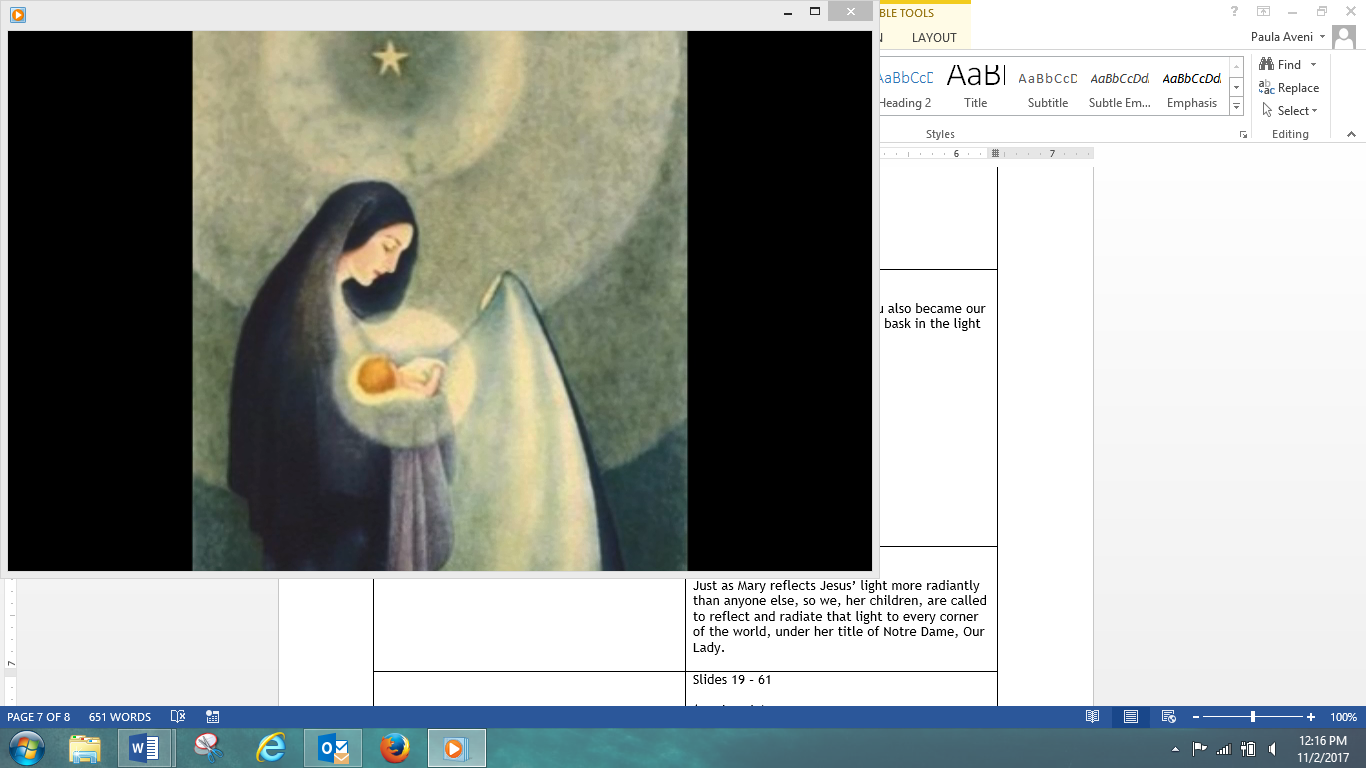 BLE TOOLS
LAYOUT
Paula Aveni
AaBbCcD
Heading 2
Title
AaBbCcD
Subtitle
AaBbCcDd
Subtle Em...
AaBbCcDd
Emphasis
Styles
Find
Replace
Select
Editing
6
7
also became our
bask in the light
Just as Mary reflects Jesus’ light more radiantly
than anyone else, so we, her children, are called
to reflect and radiate that light to every corner
of the world, under her title of Notre Dame, Our
Lady.
Slides 19 – 61
7
PAGE 7 OF 8
651 WORDS
100%
12:16 PM
11/2/2017